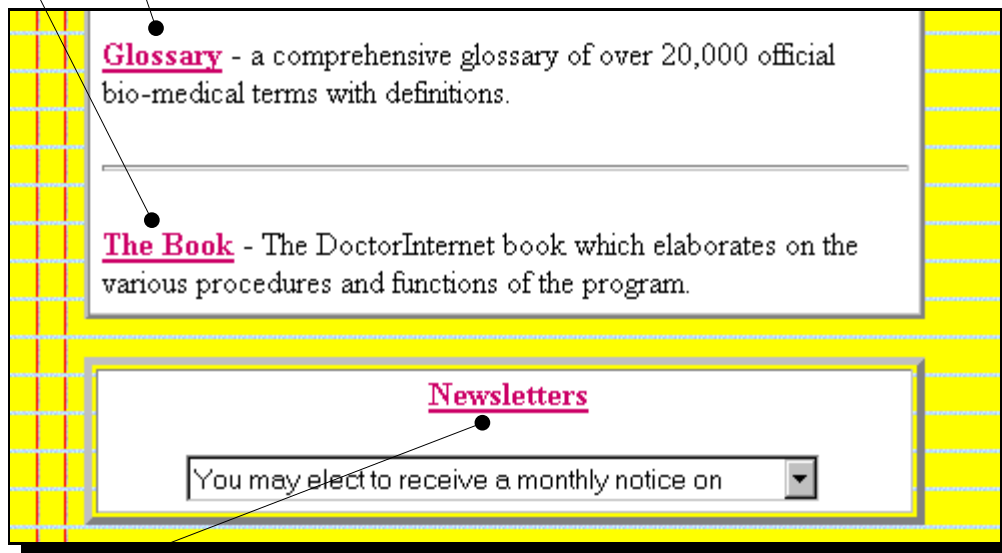 Glossary - a comprehensive glossary of over 20,000 official
bio-medical terms with definitions.
The Book - The DoctorInternet book which elaborates on the
various procedures and functions of the program.
Newsletters
You may elect to receive a monthly notice on